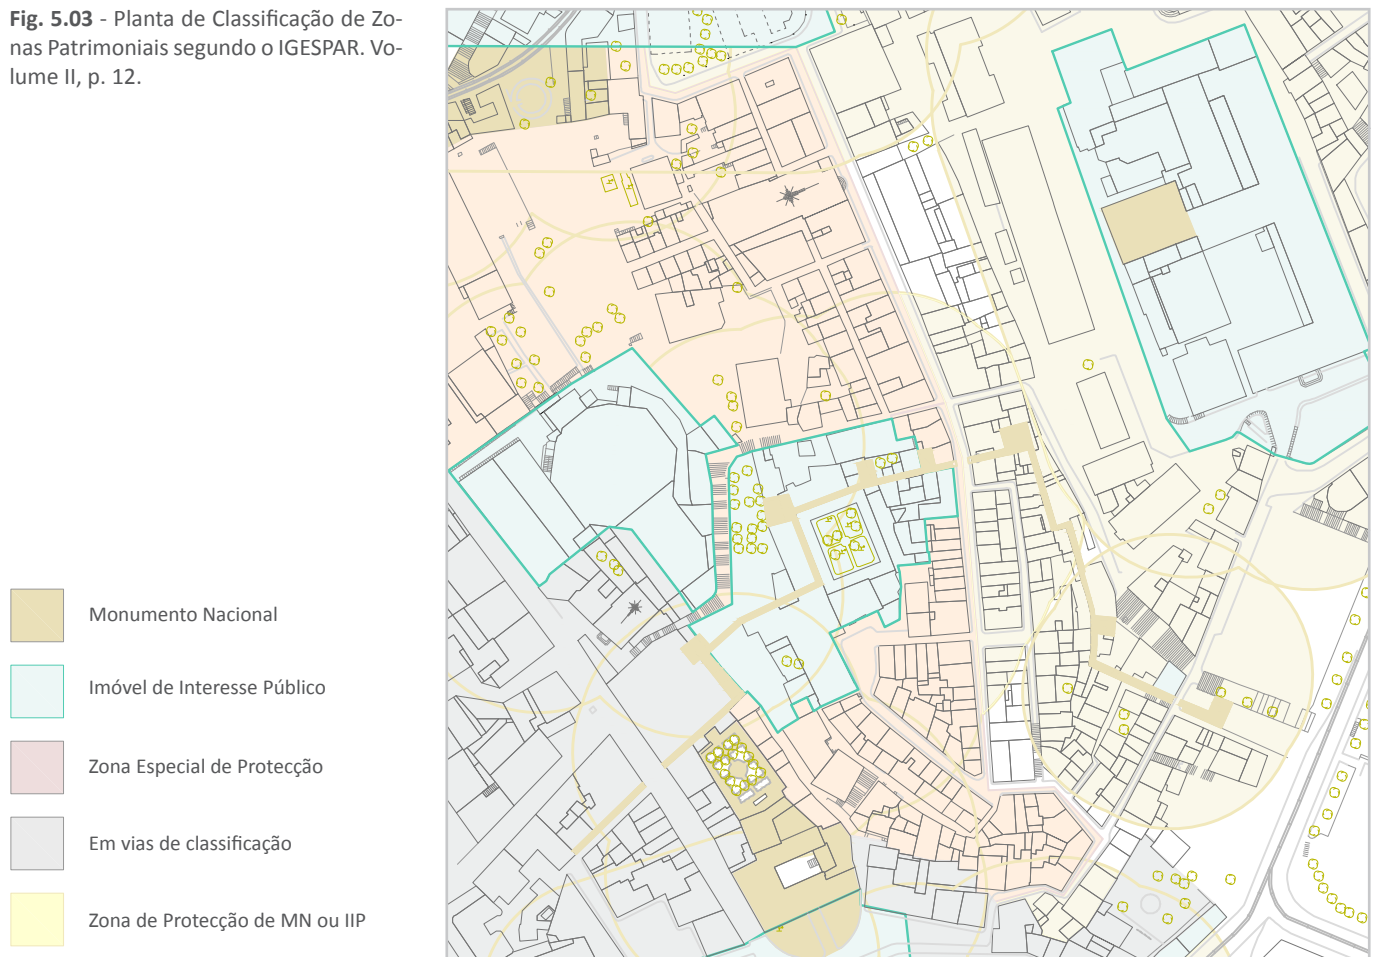 Fig. 5.03 - Planta de Classificação de Zo-
nas Patrimoniais segundo o IGESPAR. Vo-
lume II, p. 12.
Monumento Nacional
Imóvel de Interesse Público
Zona Especial de Protecção
Em vias de classificação
Zona de Protecção de MN ou IIP